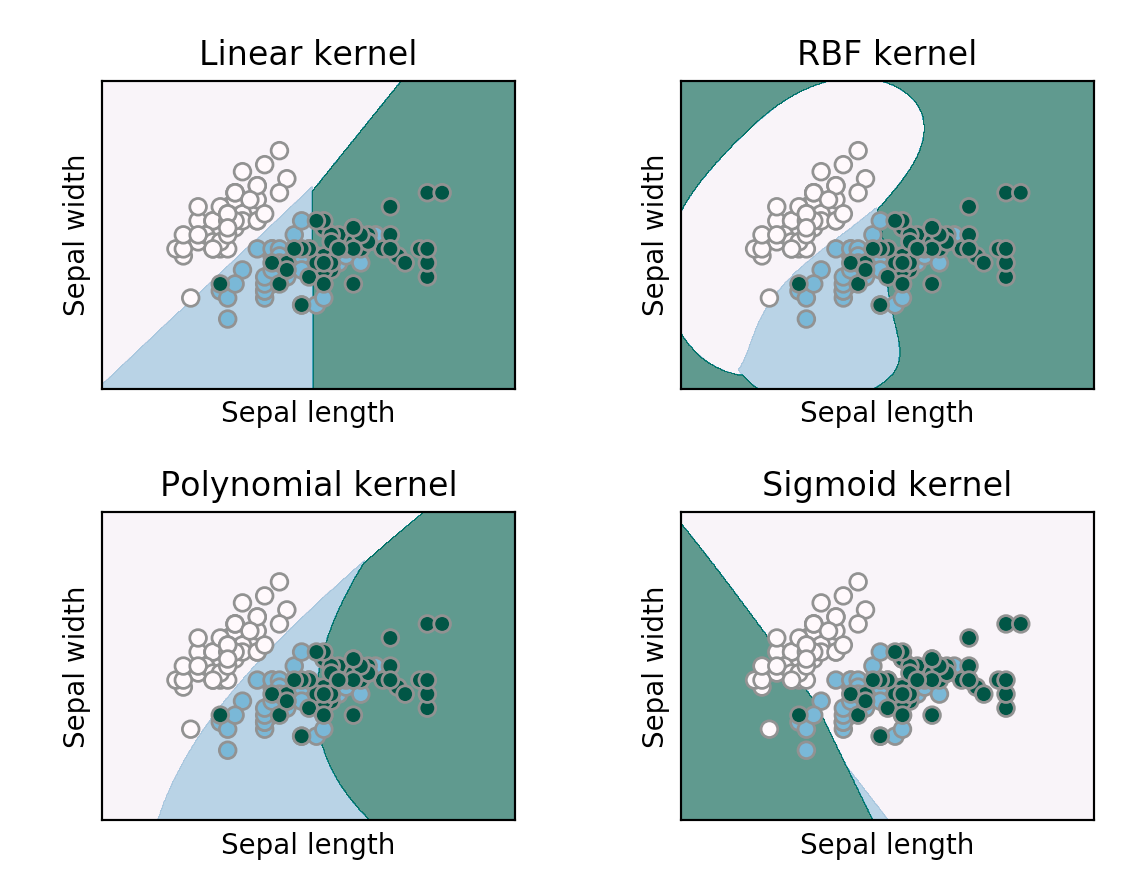 Linear kernel
Sepal width
Sepal length
RBF kernel
Sepal width
Sepal length
Polynomial kernel
Sepal width
Sepal length
Sigmoid kernel
Sepal width
Sepal length